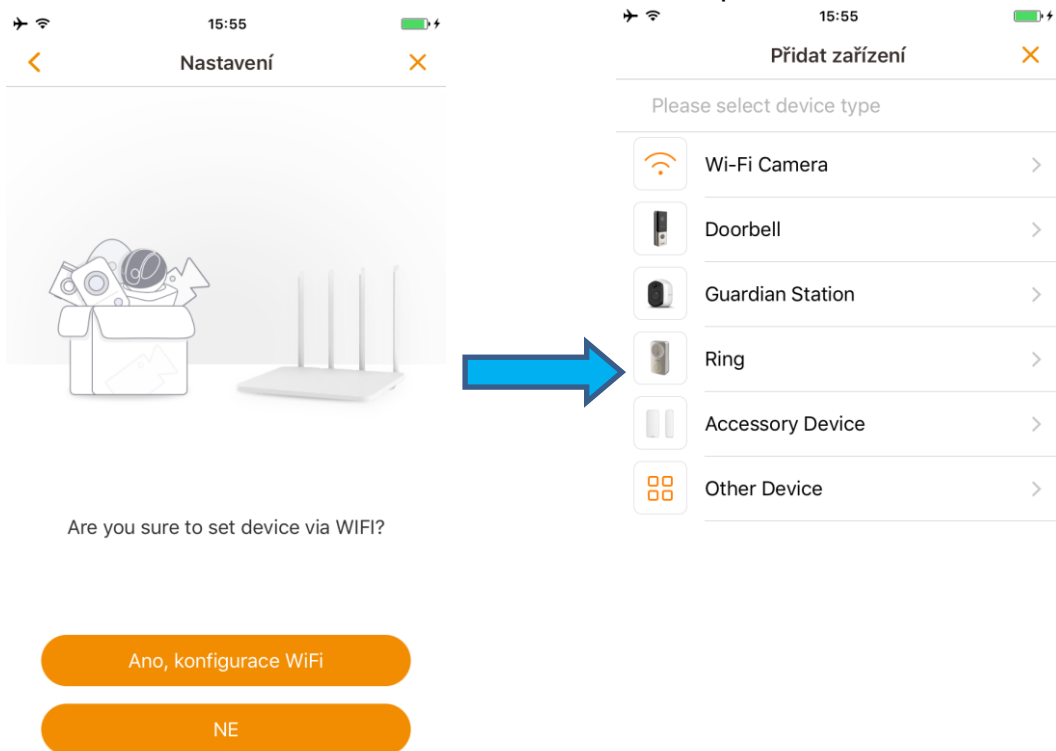 15:55
Nastavení
Are you sure to set device via WIFI?
Ano, konfigurace WiFi
NE
15:55
Přidat zařízení
Please select device type
Wi-Fi Camera
Doorbell
Guardian Station
Ring
Accessory Device
Other Device